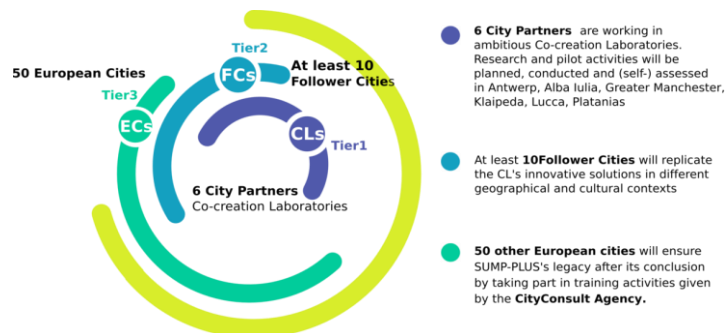 Tier2
At least 10
Follower Cities
FCs
50 European Cities
Tier3
ECs
CLs
Tier1
6 City Partners
Co-creation Laboratories
6 City Partners are working in
ambitious Co-creation Laboratories.
Research and pilot activities will be
planned, conducted and (self-) assessed
in Antwerp, Alba Iulia, Greater Manchester,
Klaipeda, Lucca, Platanias
At least 10Follower Cities will replicate
the CL's innovative solutions in different
geographical and cultural contexts
50 other European cities will ensure
SUMP-PLUS's legacy after its conclusion
by taking part in training activities given
by the CityConsult Agency.